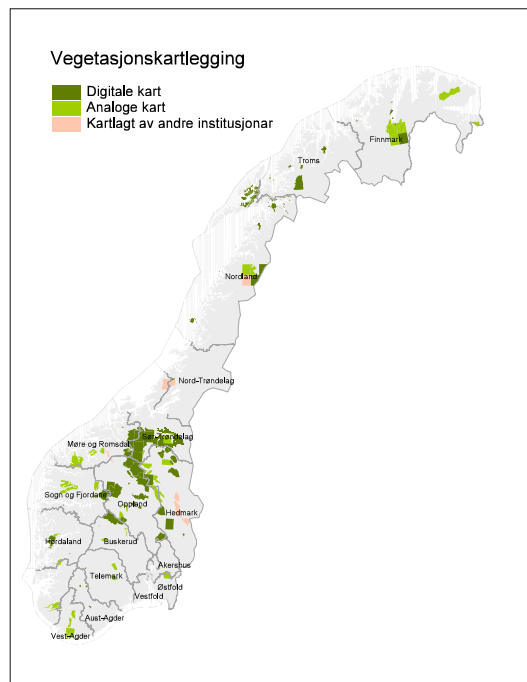 Vegetasjonskartlegging
Digitale kart
Analoge kart
Kartlagt av andre institusjonar
Finnmark
Troms
Nordland
Nord-Trøndelag
Sør-Trøndelag
Møre og Romsdal
Sogn og Fjordane
Oppland
Hedmark
Hordaland
Buskerud
Akershus
Telemark
Østfold
Vestfold
Aust-Agder
Vest-Agder